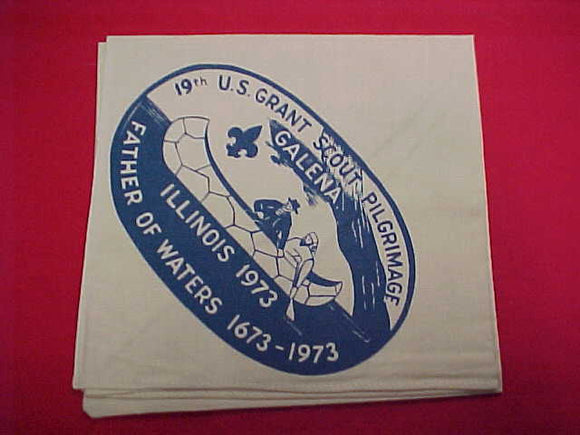 19th U.S. GRANT SCOUT PILGRIMAGE
GALENA
ILLINOIS 1973
FATHER OF WATERS 1673-1973